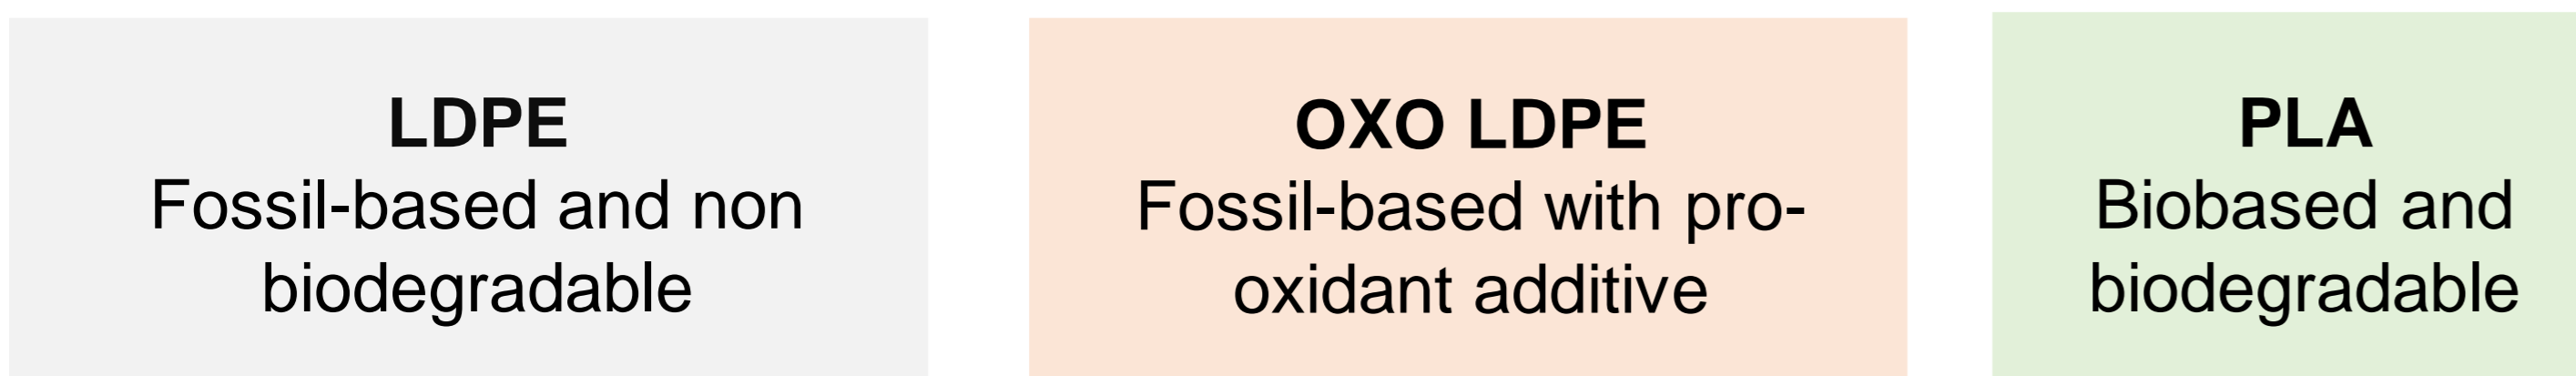 LDPE
Fossil-based and non
biodegradable
OXO LDPE
Fossil-based with pro-
oxidant additive
PLA
Biobased and
biodegradable